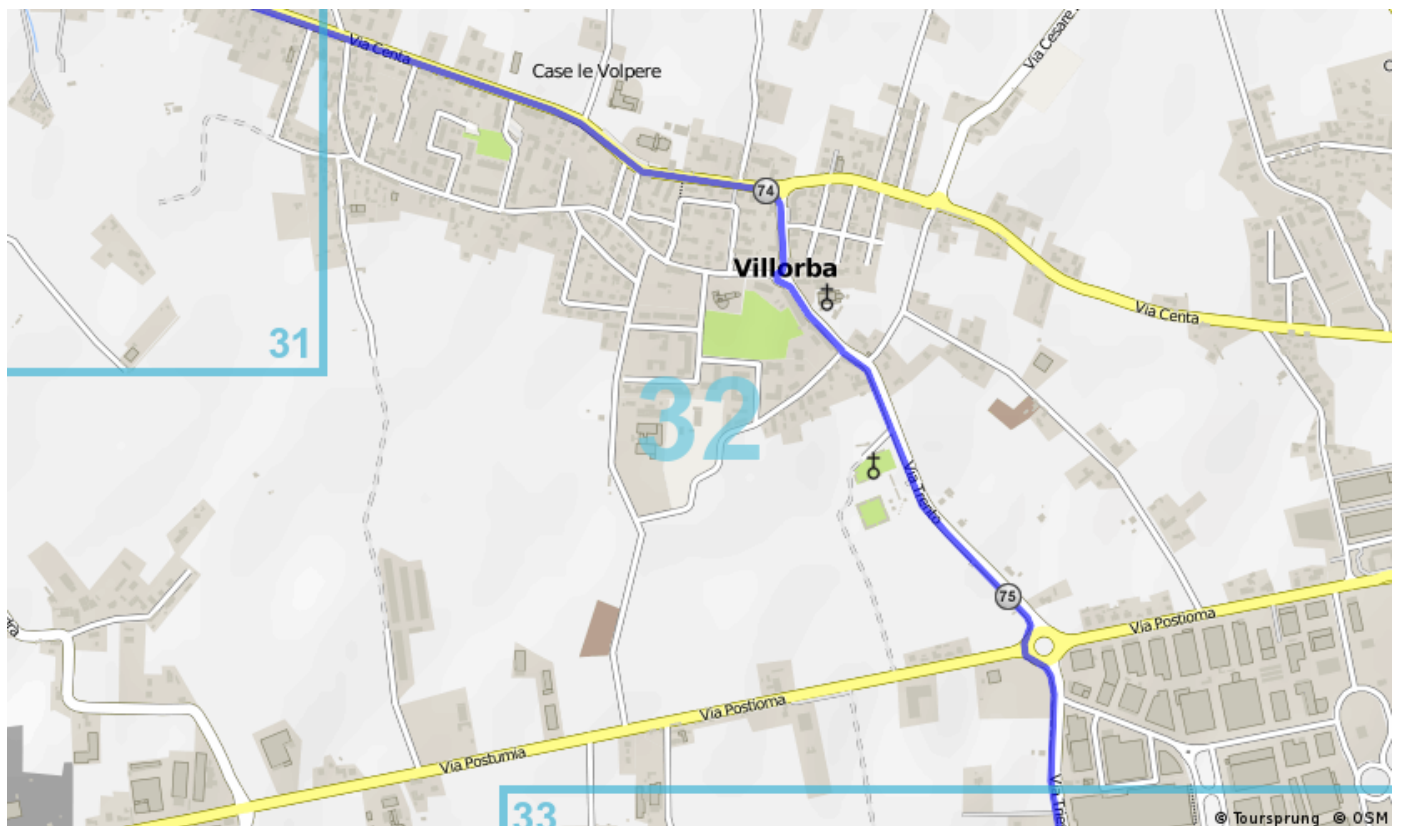 Via Centa
Case le Volpere
Via Cesare
74
Villorba
Via Centa
31
32
Via Trento
75
Via Postioma
Via Postioma
Via Postumia
33
© Toursprung © OSM